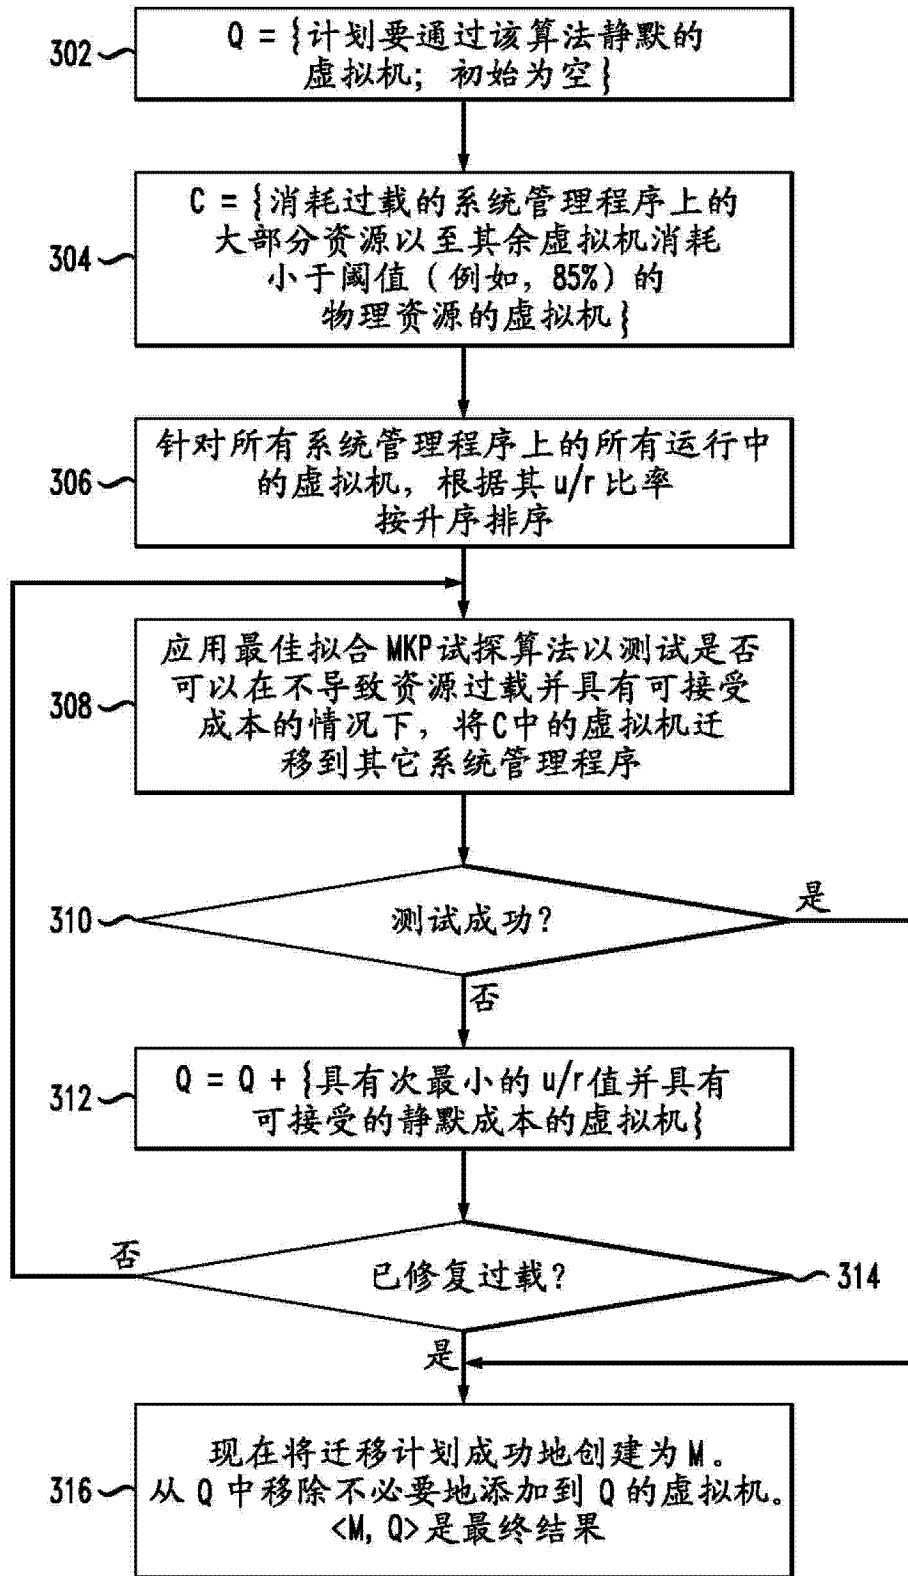 302
Q = {计划要通过该算法静默的
虚拟机；初始为空}
304
C = {消耗过载的系统管理程序上的
大部分资源以至其余虚拟机消耗
小于阈值（例如，85%）的
物理资源的虚拟机}
306
针对所有系统管理程序上的所有运行中
的虚拟机，根据其 u/r 比率
按升序排序
308
应用最佳拟合 MKP 试探算法以测试是否
可以在不导致资源过载并具有可接受
成本的情况下，将C中的虚拟机迁
移到其它系统管理程序
310
测试成功？
是
否
312
Q = Q + {具有次最小的 u/r 值并具有
可接受的静默成本的虚拟机}
否
已修复过载？
314
是
316
现在将迁移计划成功地创建为 M。
从 Q 中移除不必要地添加到 Q 的虚拟机。
<M, Q>是最终结果